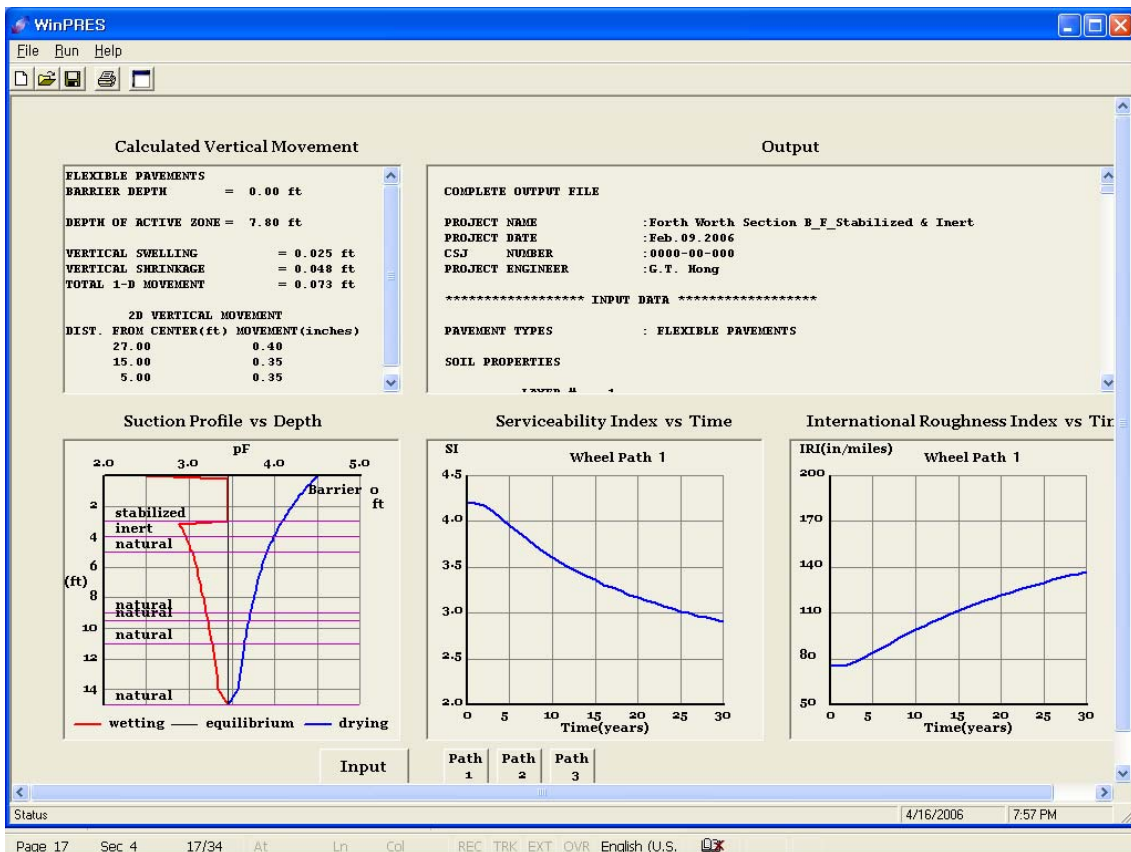 WinPRES
File Run Help
Calculated Vertical Movement
FLEXIBLE PAVEMENTS
BARRIER DEPTH = 0.00 ft
DEPTH OF ACTIVE ZONE = 7.80 ft
VERTICAL SWELLING = 0.025 ft
VERTICAL SHRINKAGE = 0.048 ft
TOTAL 1-D MOVEMENT = 0.073 ft
2D VERTICAL MOVEMENT
DIST. FROM CENTER(ft) MOVEMENT(inches)
27.00 0.40
15.00 0.35
5.00 0.35
Output
COMPLETE OUTPUT FILE
PROJECT NAME :Forth Worth Section B_F_Stabilized & Inert
PROJECT DATE :Feb.09.2006
CSJ NUMBER :0000-00-000
PROJECT ENGINEER :G.T. Hong
****************** INPUT DATA ******************
PAVEMENT TYPES : FLEXIBLE PAVEMENTS
SOIL PROPERTIES
LAYER # 1
Suction Profile vs Depth
pF
2.0 3.0 4.0 5.0
Barrier 0
ft
2
stabilized
inert
4
natural
6
(ft)
8
natural
natural
10
natural
12
14
natural
wetting equilibrium drying
Serviceability Index vs Time
SI
Wheel Path 1
4.5
4.0
3.5
3.0
2.5
2.0
0 5 10 15 20 25 30
Time(years)
International Roughness Index vs Tir
IRI(in/miles)
Wheel Path 1
200
170
140
110
80
50
0 5 10 15 20 25 30
Time(years)
Input
Path 1
Path 2
Path 3
Status 4/16/2006 7:57 PM
Page 17 Sec 4 17/34 At Ln Col REC TRK EXT OVR English (U.S.